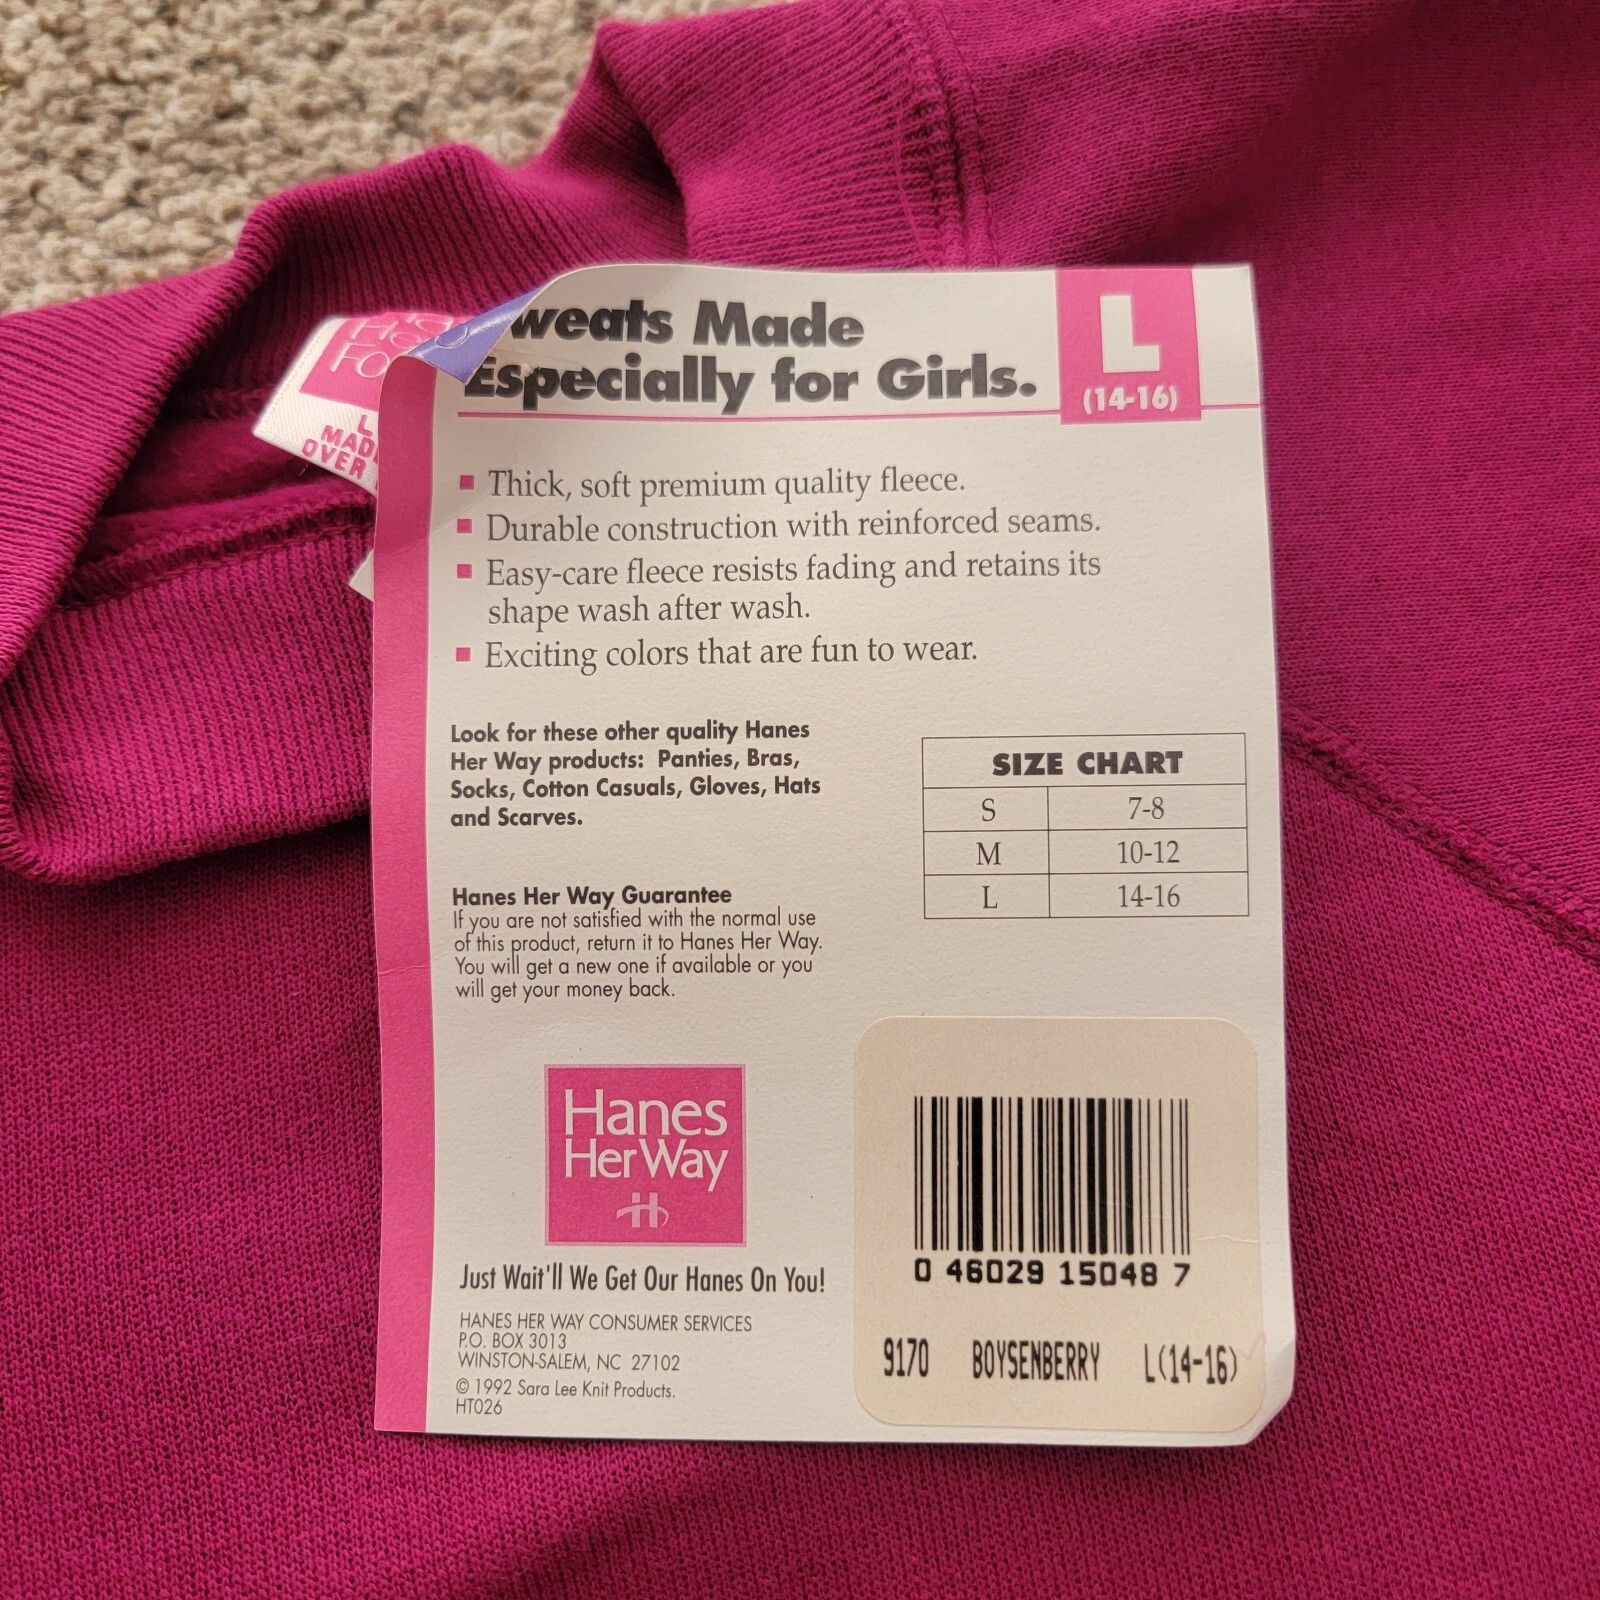 weats Made
Especially for Girls.
L
(14-16)
L
OVER
Thick, soft premium quality fleece.
Durable construction with reinforced seams.
Easy-care fleece resists fading and retains its
shape wash after wash.
Exciting colors that are fun to wear.
Look for these other quality Hanes
Her Way products: Panties, Bras,
Socks, Cotton Casuals, Gloves, Hats
and Scarves.
SIZE CHART
S 7-8
M 10-12
L 14-16
Hanes Her Way Guarantee
If you are not satisfied with the normal use
of this product, return it to Hanes Her Way.
You will get a new one if available or you
will get your money back.
Hanes
Her Way
H
Just Wait'll We Get Our Hanes On You!
HANES HER WAY CONSUMER SERVICES
P.O. BOX 3013
WINSTON-SALEM, NC 27102
© 1992 Sara Lee Knit Products.
HT026
0 46029 15048 7
9170 BOYSENBERRY L(14-16)